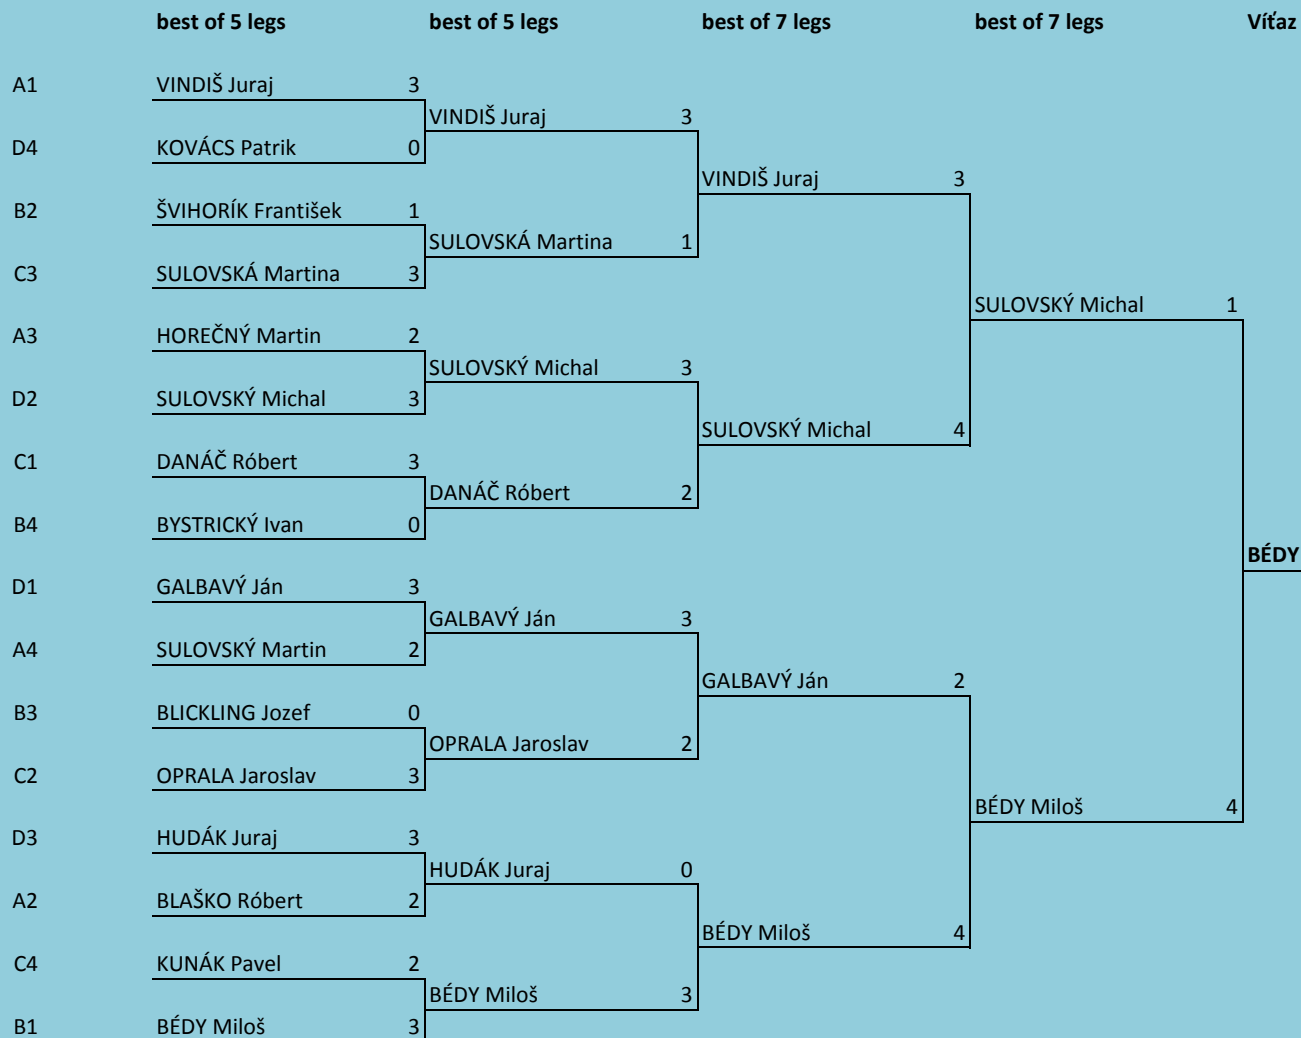 best of 5 legs best of 5 legs best of 7 legs best of 7 legs Víťaz
A1 VINDIŠ Juraj 3
VINDIŠ Juraj 3
D4 KOVÁCS Patrik 0
VINDIŠ Juraj 3
B2 ŠVIHORÍK František 1
SULOVSKÁ Martina 1
C3 SULOVSKÁ Martina 3
SULOVSKÝ Michal 1
A3 HOREČNÝ Martin 2
SULOVSKÝ Michal 3
D2 SULOVSKÝ Michal 3
SULOVSKÝ Michal 4
C1 DANÁČ Róbert 3
DANÁČ Róbert 2
B4 BYSTRICKÝ Ivan 0
BÉDY
D1 GALBAVÝ Ján 3
GALBAVÝ Ján 3
A4 SULOVSKÝ Martin 2
GALBAVÝ Ján 2
B3 BLICKLING Jozef 0
OPRALA Jaroslav 2
C2 OPRALA Jaroslav 3
BÉDY Miloš 4
D3 HUDÁK Juraj 3
HUDÁK Juraj 0
A2 BLAŠKO Róbert 2
BÉDY Miloš 4
C4 KUNÁK Pavel 2
BÉDY Miloš 3
B1 BÉDY Miloš 3